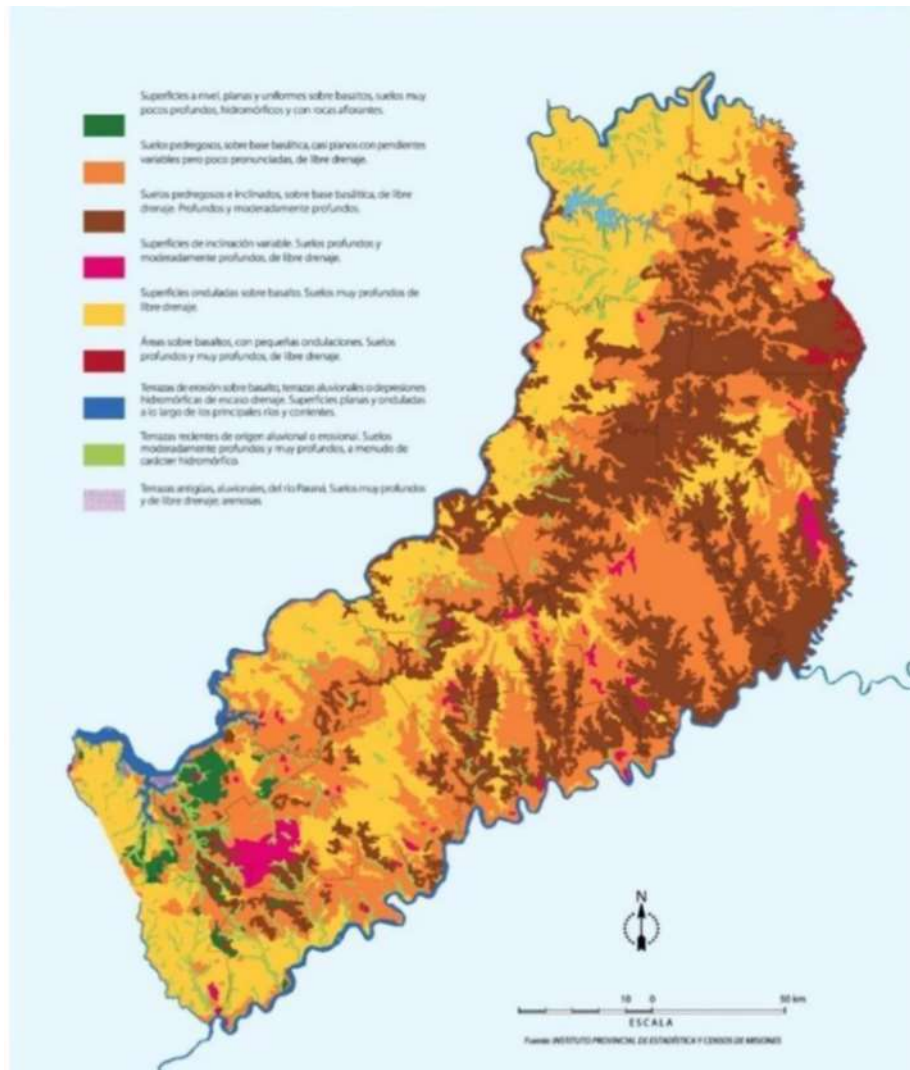 Superficies a nivel, planas y uniformes sobre basaltos, suelos muy
pocos profundos, hidromórficos y con rocas aflorantes.
Suelos pedregosos, sobre base basáltica, casi planos con pendientes
variables pero poco pronunciadas, de libre drenaje.
Suelos pedregosos e inclinados, sobre base basáltica, de libre
drenaje. Profundos y moderadamente profundos.
Superficies de inclinación variable. Suelos profundos y
moderadamente profundos, de libre drenaje.
Superficies onduladas sobre basalto. Suelos muy profundos de
libre drenaje.
Áreas sobre basaltos, con pequeñas ondulaciones. Suelos
profundos y muy profundos, de libre drenaje.
Terrazas de erosión sobre basalto, terrazas aluvionales o depresiones
hidromórficas de escaso drenaje. Superficies planas y onduladas
a lo largo de los principales ríos y corrientes.
Terrazas recientes de origen aluvional o erosional. Suelos
moderadamente profundos y muy profundos, a menudo de
carácter hidromórfico.
Terrazas antiguas, aluvionales, del río Paraná. Suelos muy profundos
y de libre drenaje, arenosas.
N
10 0 50 km
ESCALA
Fuente: INSTITUTO PROVINCIAL DE ESTADÍSTICA Y CENSOS DE MISIONES